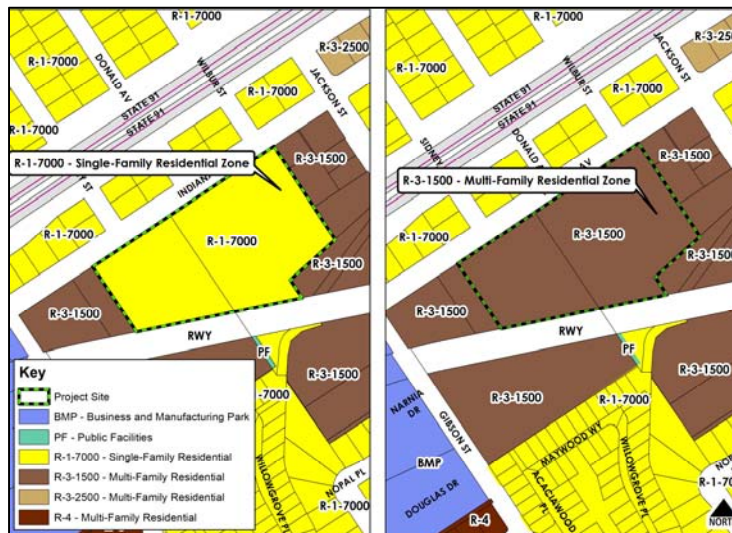 R-1-7000
R-3-2500
DONALD AV
WILBUR ST
JACKSON ST
STATE 91
STATE 91
R-1-7000
R-1-7000
R-1-7000 - Single-Family Residential Zone
R-3-1500
ST
INDIAN
R-1-7000
R-1-7000
R-3-1500
R-3-1500
RWY
PF
R-3-1500
-7000
WILLOWGROVE PL
NOPAL PL
R-1-7000
Key
Project Site
BMP - Business and Manufacturing Park
PF - Public Facilities
R-1-7000 - Single-Family Residential
R-3-1500 - Multi-Family Residential
R-3-2500 - Multi-Family Residential
R-4 - Multi-Family Residential
R-1-7000
R-3-250
JACKSON ST
WILBUR ST
STATE 91
STATE 91
R-1-7000
SIDNEY
DONALD
AV
R-3-1500
R-3-1500 - Multi-Family Residential Zone
R-1-7000
R-3-1500
R-3-1500
RWY
PF
R-3-1500
R-3-1500
R-1-7000
NARNIA DR
GIBSON ST
MAYWOOD WY
WILLOWGROVE PL
ACACIAWOOD PL
BMP
DOUGLAS DR
R-4
NOPA
R-1-70
NORTH